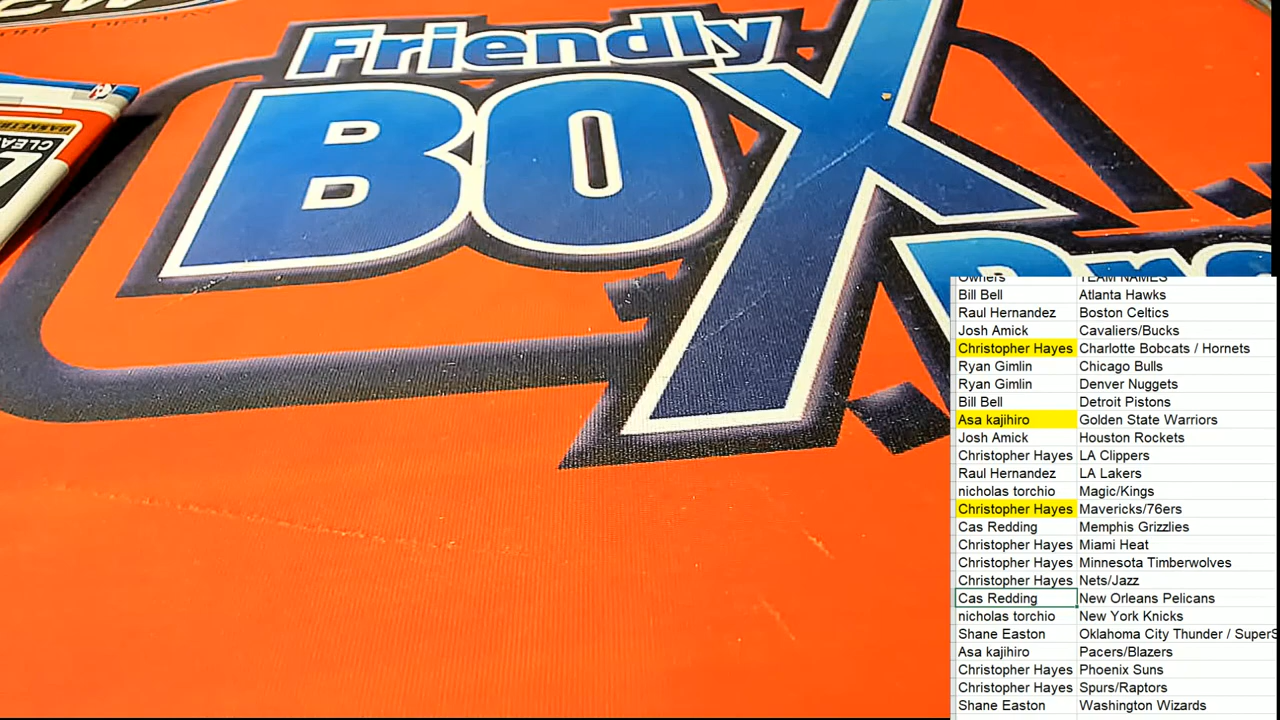 Friendly
BOX
Owners TEAM NAMES
Bill Bell Atlanta Hawks
Raul Hernandez Boston Celtics
Josh Amick Cavaliers/Bucks
Christopher Hayes Charlotte Bobcats / Hornets
Ryan Gimlin Chicago Bulls
Ryan Gimlin Denver Nuggets
Bill Bell Detroit Pistons
Asa kajihiro Golden State Warriors
Josh Amick Houston Rockets
Christopher Hayes LA Clippers
Raul Hernandez LA Lakers
nicholas torchio Magic/Kings
Christopher Hayes Mavericks/76ers
Cas Redding Memphis Grizzlies
Christopher Hayes Miami Heat
Christopher Hayes Minnesota Timberwolves
Christopher Hayes Nets/Jazz
Cas Redding New Orleans Pelicans
nicholas torchio New York Knicks
Shane Easton Oklahoma City Thunder / SuperS
Asa kajihiro Pacers/Blazers
Christopher Hayes Phoenix Suns
Christopher Hayes Spurs/Raptors
Shane Easton Washington Wizards